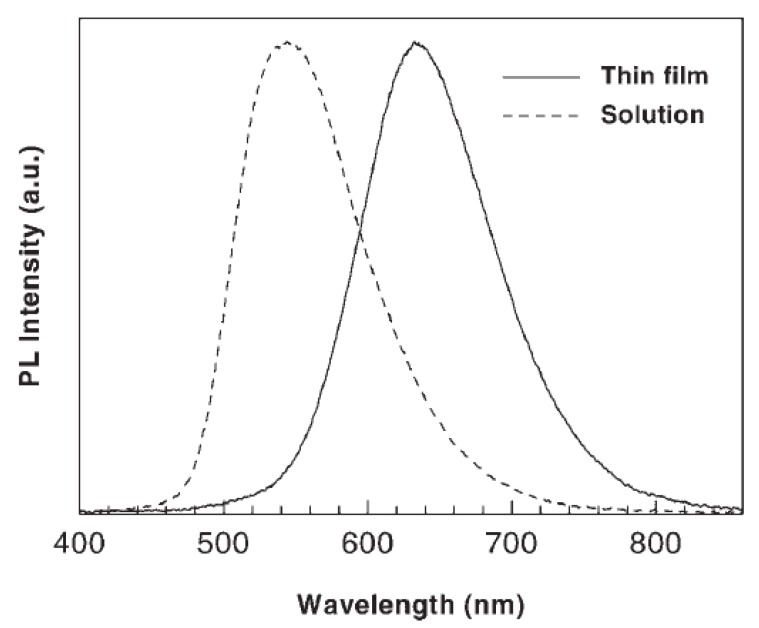 Thin film
Solution
PL Intensity (a.u.)
400 500 600 700 800
Wavelength (nm)